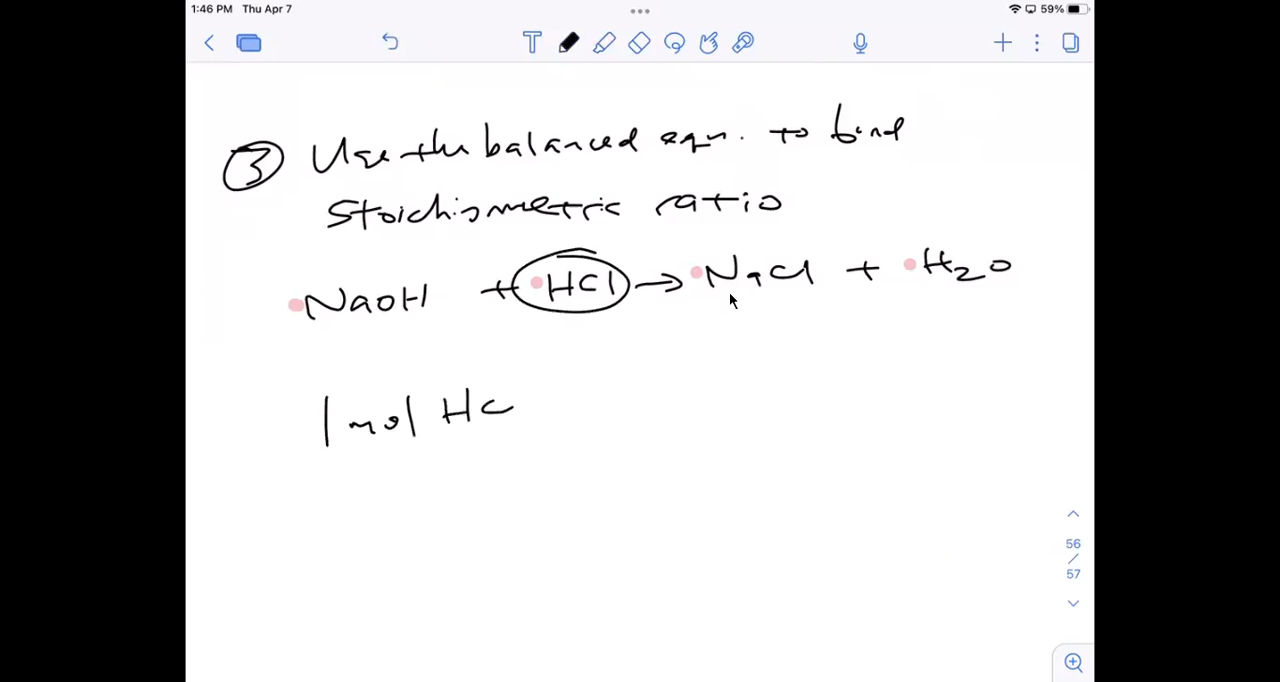 1:46 PM Thu Apr 7
59%
③ Use the balanced eqn. to find
Stoichiometric ratio
NaOH + HCl → NaCl + H2O
1 mol HC
56
/
57